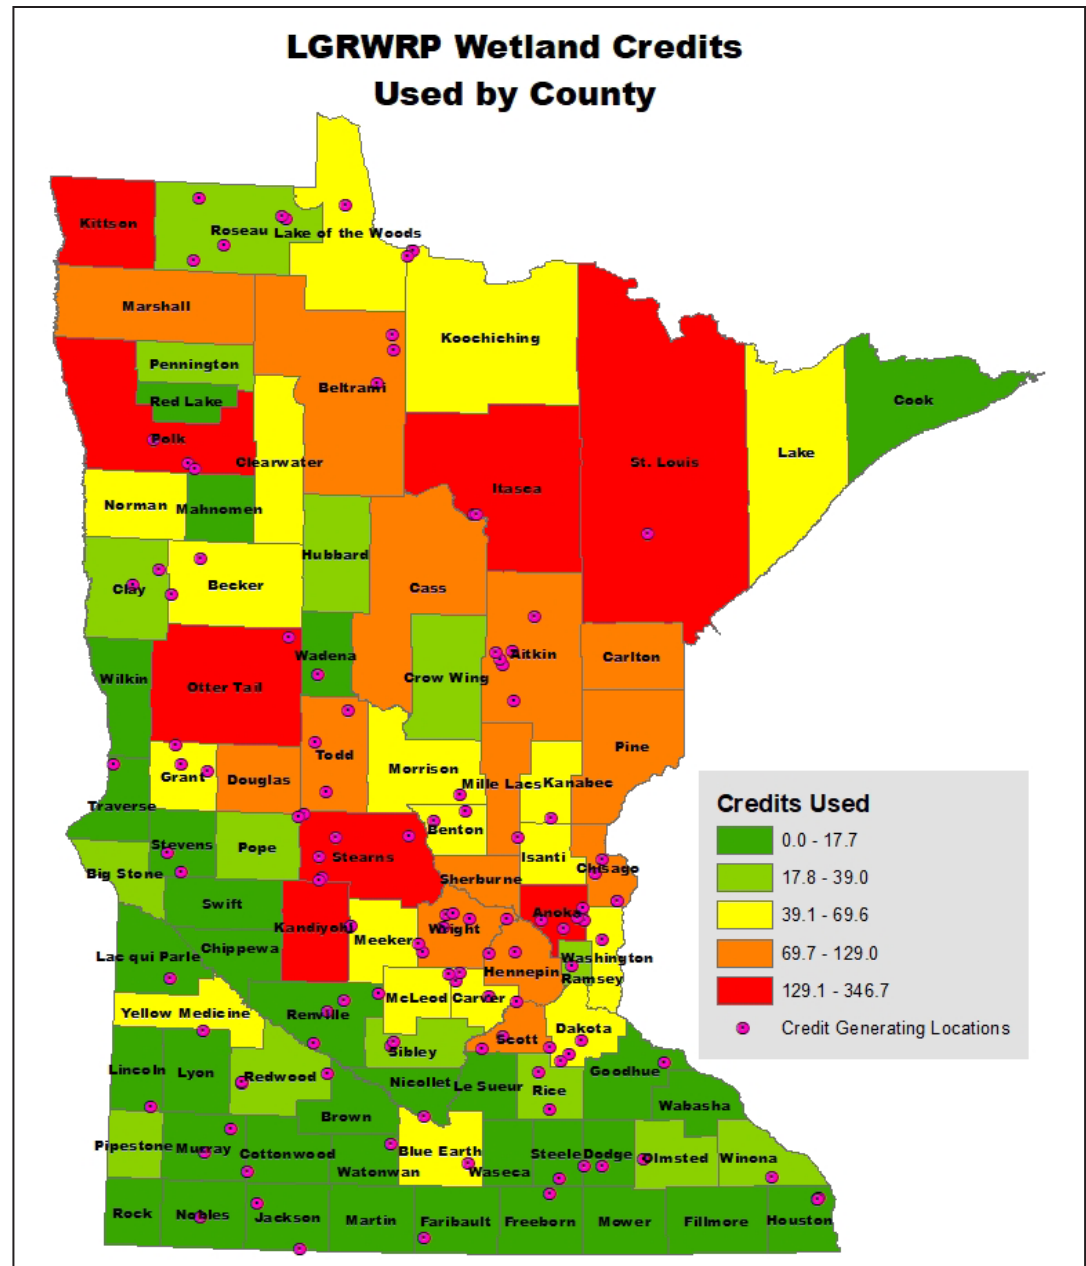 LGRWRP Wetland Credits
Used by County
Kittson
Roseau
Lake of the Woods
Marshall
Koochiching
Pennington
Beltrami
Red Lake
Cook
Polk
Clearwater
St. Louis
Lake
Itasca
Norman
Mahnomen
Hubbard
Clay
Becker
Cass
Wadena
Aitkin
Carlton
Wilkin
Otter Tail
Crow Wing
Todd
Pine
Morrison
Grant
Douglas
Mille Lacs
Kanabec
Traverse
Benton
Stevens
Pope
Stearns
Isanti
Big Stone
Chisago
Sherburne
Swift
Kandiyohi
Anoka
Wright
Meeker
Lac qui Parle
Chippewa
Washington
Hennepin
Ramsey
McLeod
Carver
Yellow Medicine
Renville
Dakota
Scott
Sibley
Lincoln
Lyon
Redwood
Nicollet
Le Sueur
Rice
Goodhue
Wabasha
Brown
Pipestone
Murray
Cottonwood
Blue Earth
Steele
Dodge
Olmsted
Winona
Watonwan
Waseca
Rock
Nobles
Jackson
Martin
Faribault
Freeborn
Mower
Fillmore
Houston
Credits Used
0.0 - 17.7
17.8 - 39.0
39.1 - 69.6
69.7 - 129.0
129.1 - 346.7
Credit Generating Locations